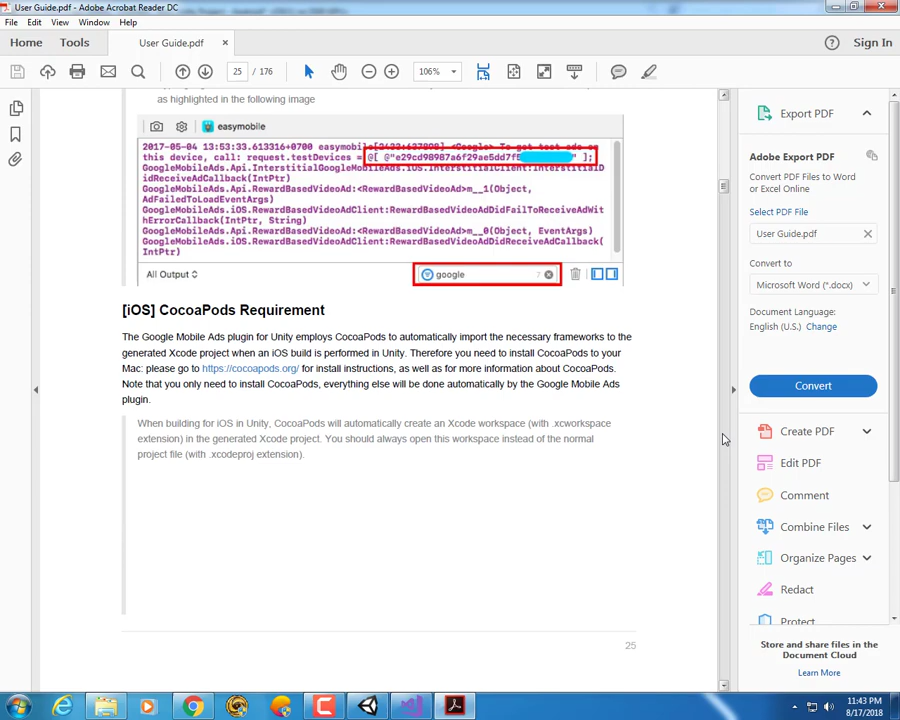 User Guide.pdf - Adobe Acrobat Reader DC
File Edit View Window Help
Home Tools User Guide.pdf × Sign In
25 / 176 106%
as highlighted in the following image
easymobile
2017-05-04 13:53:33.613316+0700 easymobile[2433:637898] <Google> To get test ads on
this device, call: request.testDevices = @[ @"e29cd98987a6f29ae5dd7f5 " ];
GoogleMobileAds.Api.InterstitialGoogleMobileAds.iOS.InterstitialClient:InterstitialD
idReceiveAdCallback(IntPtr)
GoogleMobileAds.Api.RewardBasedVideoAd:<RewardBasedVideoAd>m__1(Object,
AdFailedToLoadEventArgs)
GoogleMobileAds.iOS.RewardBasedVideoAdClient:RewardBasedVideoAdDidFailToReceiveAdWit
hErrorCallback(IntPtr, String)
GoogleMobileAds.Api.RewardBasedVideoAd:<RewardBasedVideoAd>m__0(Object, EventArgs)
GoogleMobileAds.iOS.RewardBasedVideoAdClient:RewardBasedVideoAdDidReceiveAdCallback(
IntPtr)
All Output google 7
[iOS] CocoaPods Requirement
The Google Mobile Ads plugin for Unity employs CocoaPods to automatically import the necessary frameworks to the
generated Xcode project when an iOS build is performed in Unity. Therefore you need to install CocoaPods to your
Mac: please go to https://cocoapods.org/ for install instructions, as well as for more information about CocoaPods.
Note that you only need to install CocoaPods, everything else will be done automatically by the Google Mobile Ads
plugin.
When building for iOS in Unity, CocoaPods will automatically create an Xcode workspace (with .xcworkspace
extension) in the generated Xcode project. You should always open this workspace instead of the normal
project file (with .xcodeproj extension).
25
Export PDF
Adobe Export PDF
Convert PDF Files to Word
or Excel Online
Select PDF File
User Guide.pdf
Convert to
Microsoft Word (*.docx)
Document Language:
English (U.S.) Change
Convert
Create PDF
Edit PDF
Comment
Combine Files
Organize Pages
Redact
Protect
Store and share files in the
Document Cloud
Learn More
11:43 PM
8/17/2018